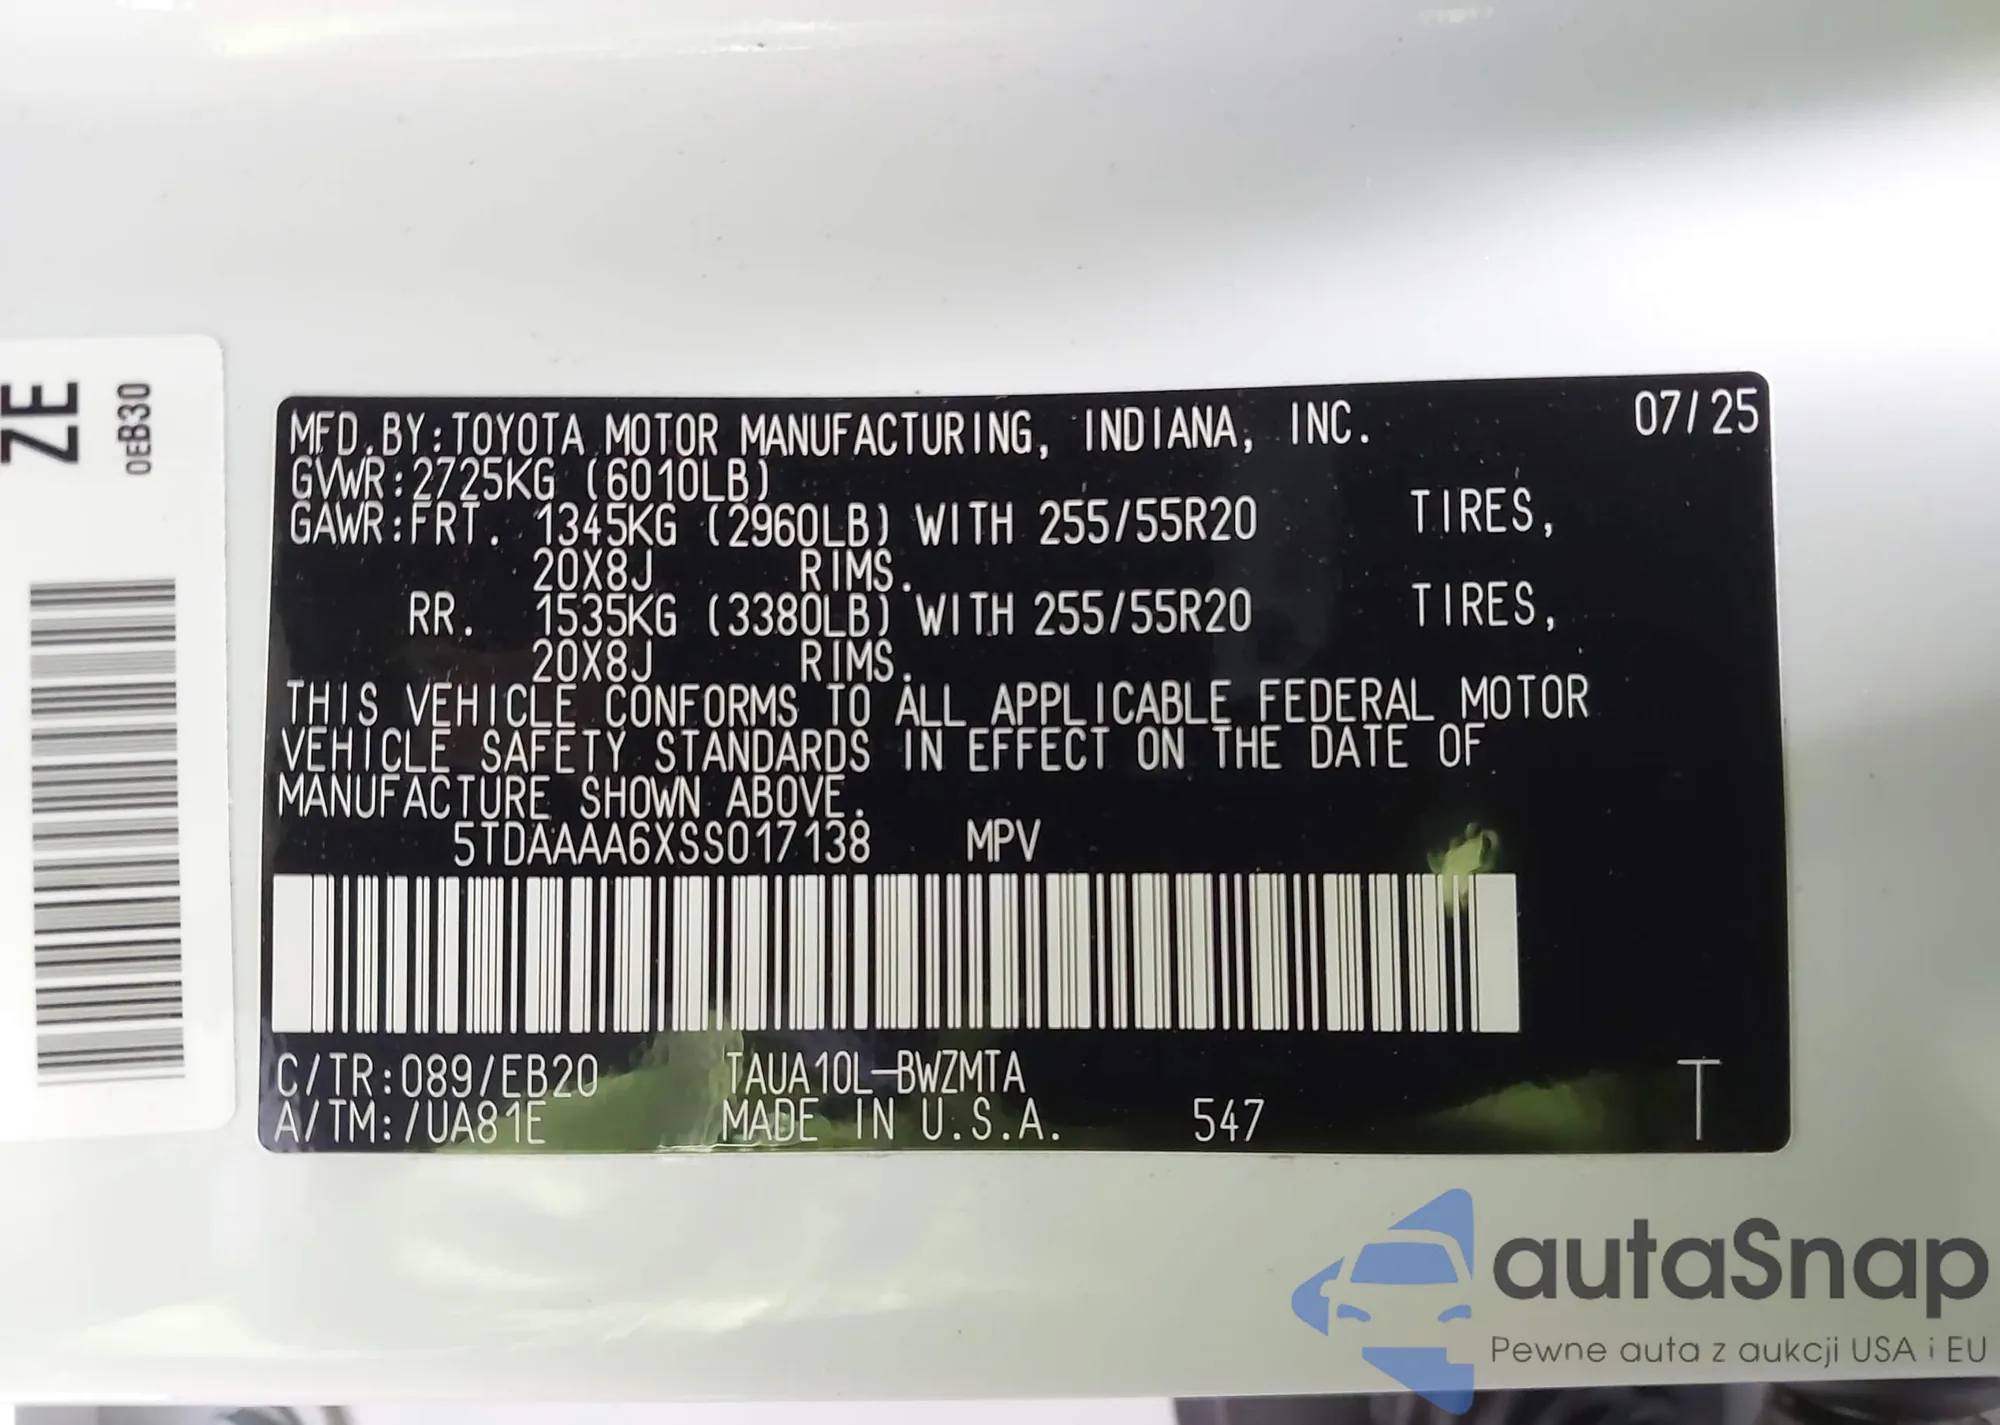 ZE
0EB30
MFD.BY:TOYOTA MOTOR MANUFACTURING, INDIANA, INC. 07/25
GVWR:2725KG (6010LB)
GAWR:FRT. 1345KG (2960LB) WITH 255/55R20 TIRES,
20X8J RIMS.
RR. 1535KG (3380LB) WITH 255/55R20 TIRES,
20X8J RIMS.
THIS VEHICLE CONFORMS TO ALL APPLICABLE FEDERAL MOTOR
VEHICLE SAFETY STANDARDS IN EFFECT ON THE DATE OF
MANUFACTURE SHOWN ABOVE.
5TDAAAA6XSS017138 MPV
C/TR:089/EB20 TAUA10L-BWZMTA T
A/TM:/UA81E MADE IN U.S.A. 547
autaSnap
Pewne auta z aukcji USA i EU